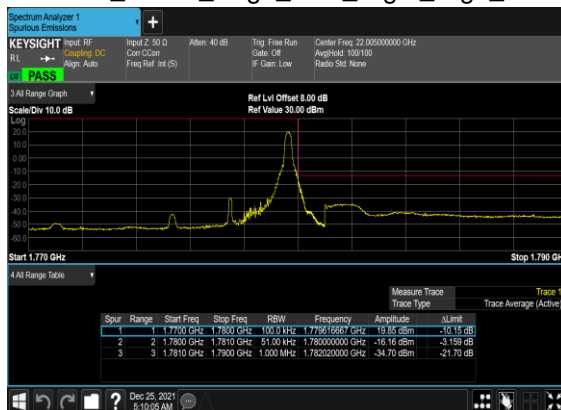 Spectrum Analyzer 1
Spurious Emissions
+
KEYSIGHT Input: RF
RL
Coupling: DC
Align: Auto
LW PASS
Input Z: 50 Ω
Corr CCorr
Freq Ref: Int (S)
Atten: 40 dB
Trig: Free Run
Gate: Off
IF Gain: Low
Center Freq: 22.005000000 GHz
Avg|Hold: 100/100
Radio Std: None
3 All Range Graph
Ref Lvl Offset 8.00 dB
Scale/Div 10.0 dB
Ref Value 30.00 dBm
Log
20.0
10.0
0.00
-10.0
-20.0
-30.0
-40.0
-50.0
-60.0
Start 1.770 GHz
Stop 1.790 GH
4 All Range Table
Measure Trace Trace 1
Trace Type Trace Average (Active)
Spur Range Start Freq Stop Freq RBW Frequency Amplitude ΔLimit
1 1 1.7700 GHz 1.7800 GHz 100.0 kHz 1.779616667 GHz 19.85 dBm -10.15 dB
2 2 1.7800 GHz 1.7810 GHz 51.00 kHz 1.780000000 GHz -16.16 dBm -3.159 dB
3 3 1.7810 GHz 1.7900 GHz 1.000 MHz 1.782020000 GHz -34.70 dBm -21.70 dB
? Dec 25, 2021
5:10:05 AM